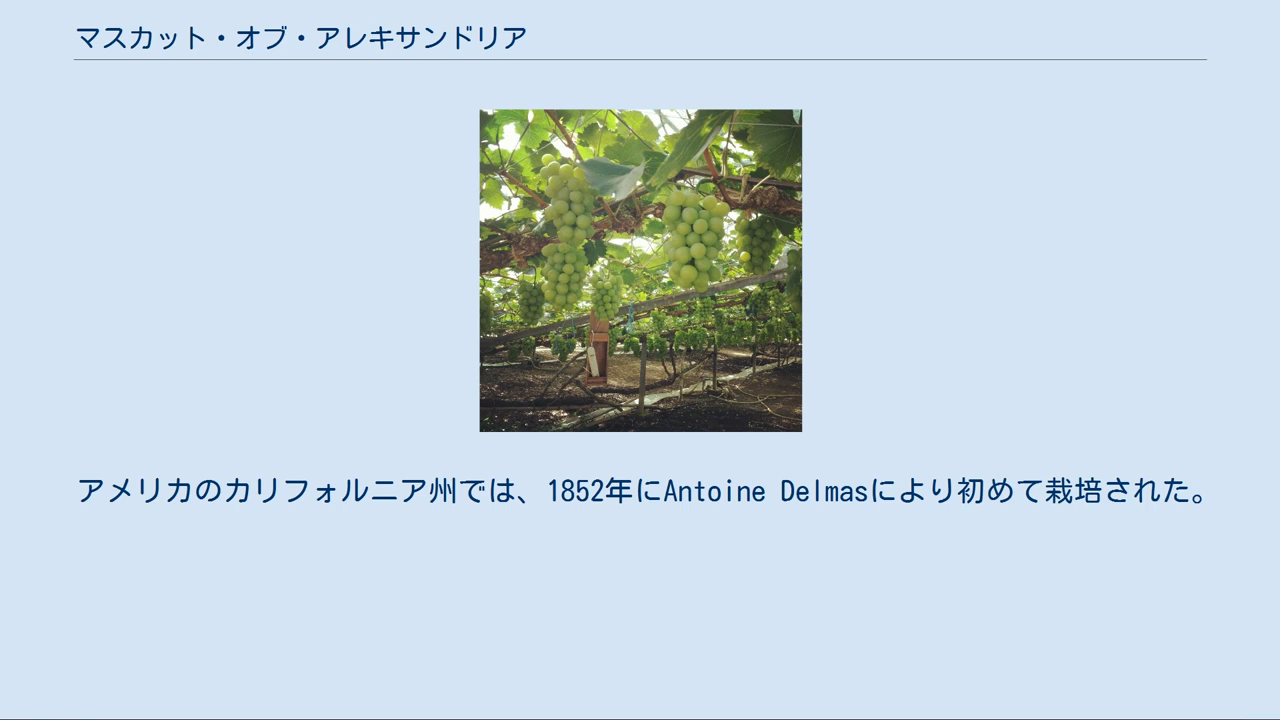 マスカット・オブ・アレキサンドリア
アメリカのカリフォルニア州では、1852年にAntoine Delmasにより初めて栽培された。